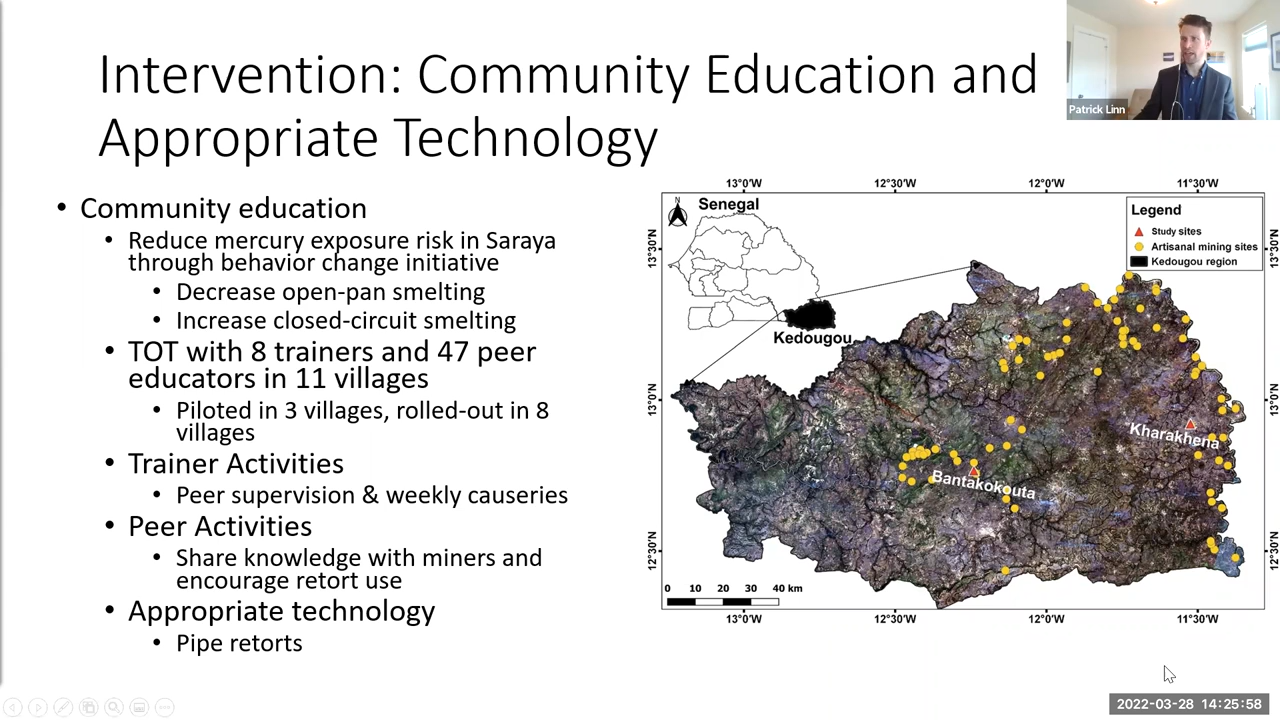 Intervention: Community Education and
Appropriate Technology
Patrick Linn
• Community education
• Reduce mercury exposure risk in Saraya
through behavior change initiative
• Decrease open-pan smelting
• Increase closed-circuit smelting
• TOT with 8 trainers and 47 peer
educators in 11 villages
• Piloted in 3 villages, rolled-out in 8
villages
• Trainer Activities
• Peer supervision & weekly causeries
• Peer Activities
• Share knowledge with miners and
encourage retort use
• Appropriate technology
• Pipe retorts
13°0'W 12°30'W 12°0'W 11°30'W
N
Senegal
Kedougou
Legend
Study sites
Artisanal mining sites
Kedougou region
13°30'N 13°30'N
13°0'N 13°0'N
Kharakhena
Bantakokouta
12°30'N 12°30'N
0 10 20 30 40 km
13°0'W 12°30'W 12°0'W 11°30'W
2022-03-28 14:25:58